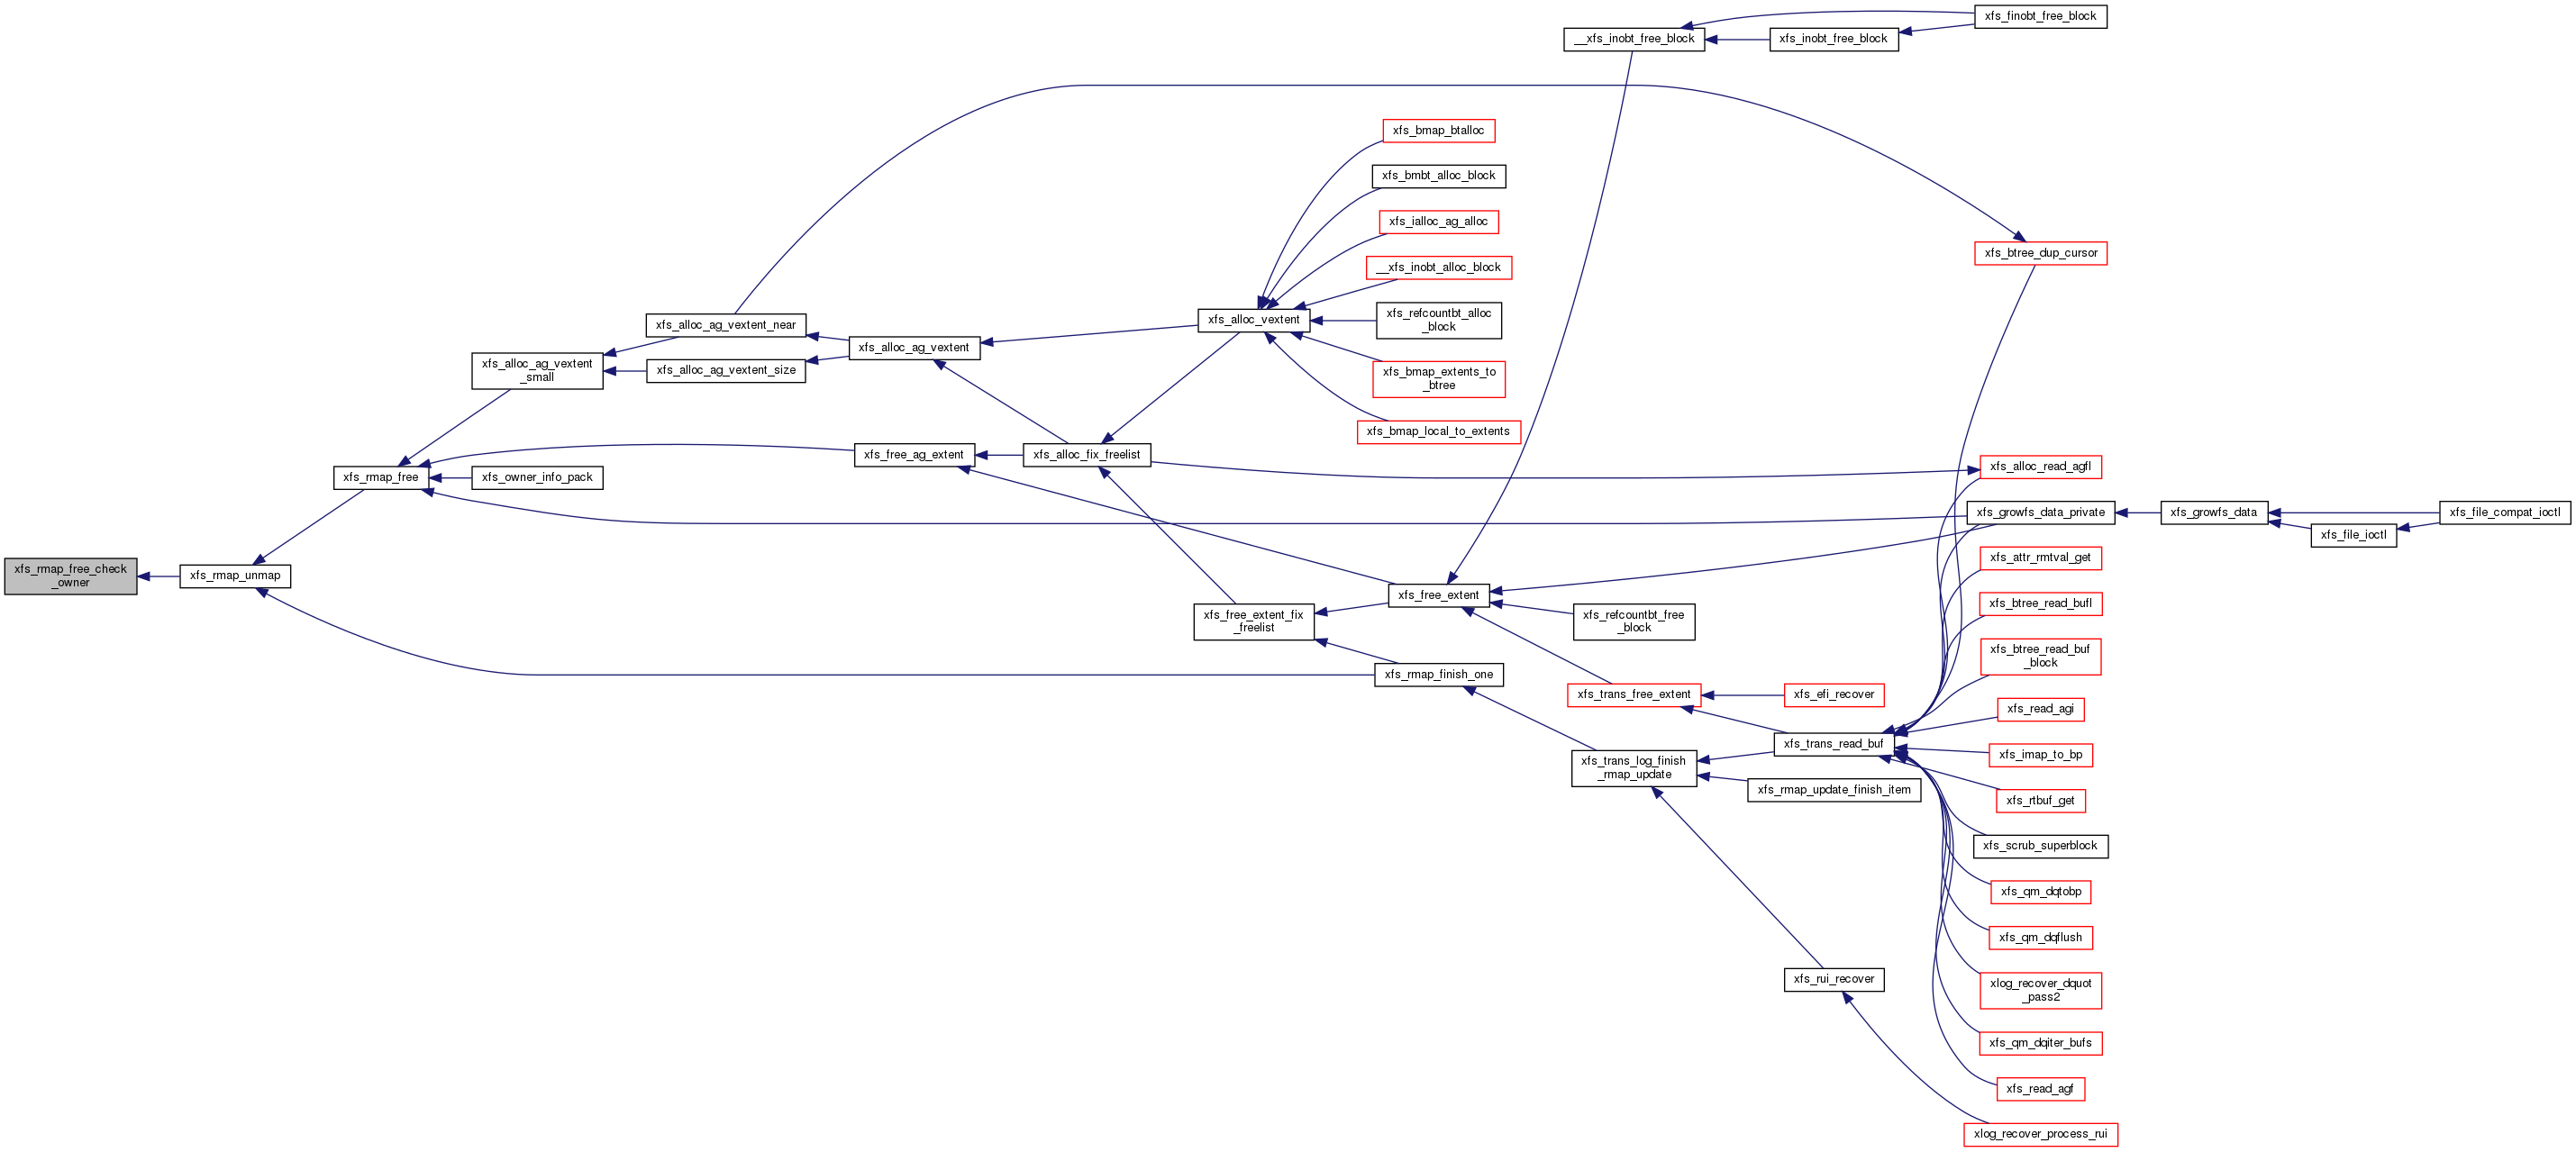 xfs_finobt_free_block
__xfs_inobt_free_block
xfs_inobt_free_block
xfs_bmap_btalloc
xfs_bmbt_alloc_block
xfs_ialloc_ag_alloc
xfs_btree_dup_cursor
__xfs_inobt_alloc_block
xfs_alloc_vextent
xfs_refcountbt_alloc
_block
xfs_alloc_ag_vextent_near
xfs_alloc_ag_vextent
xfs_alloc_ag_vextent
_small
xfs_alloc_ag_vextent_size
xfs_bmap_extents_to
_btree
xfs_bmap_local_to_extents
xfs_free_ag_extent
xfs_alloc_fix_freelist
xfs_alloc_read_agfl
xfs_rmap_free
xfs_owner_info_pack
xfs_growfs_data_private
xfs_growfs_data
xfs_file_compat_ioctl
xfs_file_ioctl
xfs_attr_rmtval_get
xfs_rmap_free_check
_owner
xfs_rmap_unmap
xfs_free_extent
xfs_btree_read_bufl
xfs_free_extent_fix
_freelist
xfs_refcountbt_free
_block
xfs_btree_read_buf
_block
xfs_rmap_finish_one
xfs_trans_free_extent
xfs_efi_recover
xfs_read_agi
xfs_trans_read_buf
xfs_imap_to_bp
xfs_trans_log_finish
_rmap_update
xfs_rmap_update_finish_item
xfs_rtbuf_get
xfs_scrub_superblock
xfs_qm_dqtobp
xfs_qm_dqflush
xfs_rui_recover
xlog_recover_dquot
_pass2
xfs_qm_dqiter_bufs
xfs_read_agf
xlog_recover_process_rui